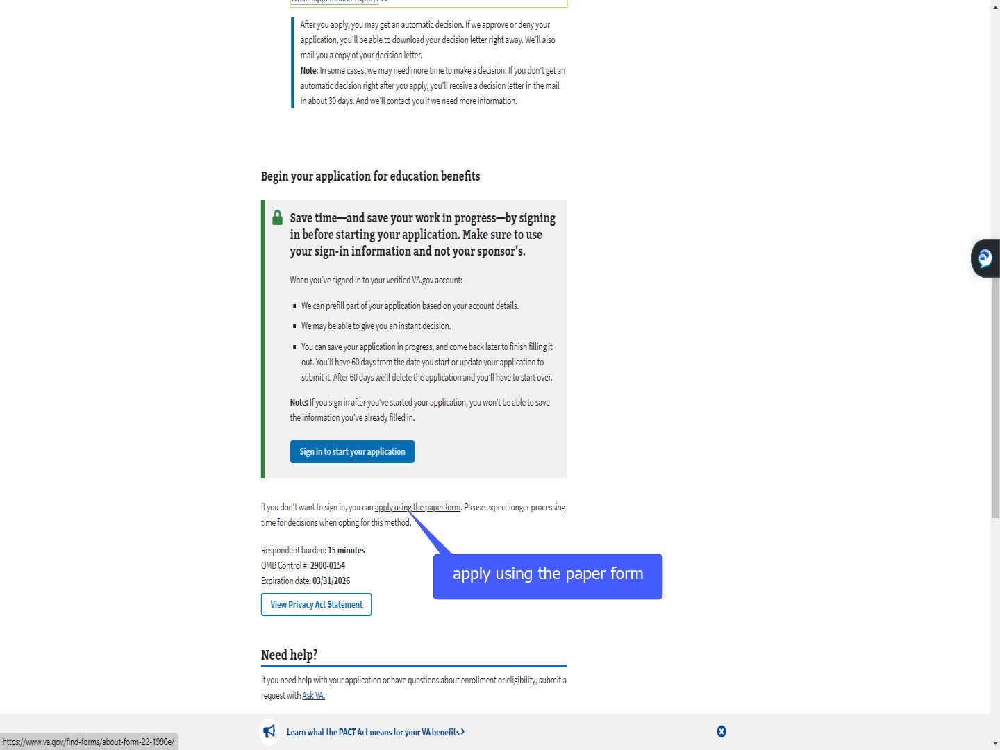 What happens after I apply?
After you apply, you may get an automatic decision. If we approve or deny your
application, you’ll be able to download your decision letter right away. We’ll also
mail you a copy of your decision letter.
Note: In some cases, we may need more time to make a decision. If you don’t get an
automatic decision right after you apply, you’ll receive a decision letter in the mail
in about 30 days. And we’ll contact you if we need more information.
Begin your application for education benefits
Save time—and save your work in progress—by signing
in before starting your application. Make sure to use
your sign-in information and not your sponsor’s.
When you’ve signed in to your verified VA.gov account:
We can prefill part of your application based on your account details.
We may be able to give you an instant decision.
You can save your application in progress, and come back later to finish filling it
out. You’ll have 60 days from the date you start or update your application to
submit it. After 60 days we’ll delete the application and you’ll have to start over.
Note: If you sign in after you’ve started your application, you won’t be able to save
the information you’ve already filled in.
Sign in to start your application
If you don’t want to sign in, you can apply using the paper form. Please expect longer processing
time for decisions when opting for this method.
Respondent burden: 15 minutes
OMB Control #: 2900-0154
Expiration date: 03/31/2026
apply using the paper form
View Privacy Act Statement
Need help?
If you need help with your application or have questions about enrollment or eligibility, submit a
request with Ask VA.
Learn what the PACT Act means for your VA benefits
https://www.va.gov/find-forms/about-form-22-1990e/